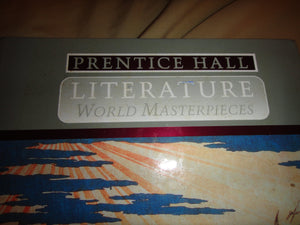 PRENTICE HALL
LITERATURE
WORLD MASTERPIECES